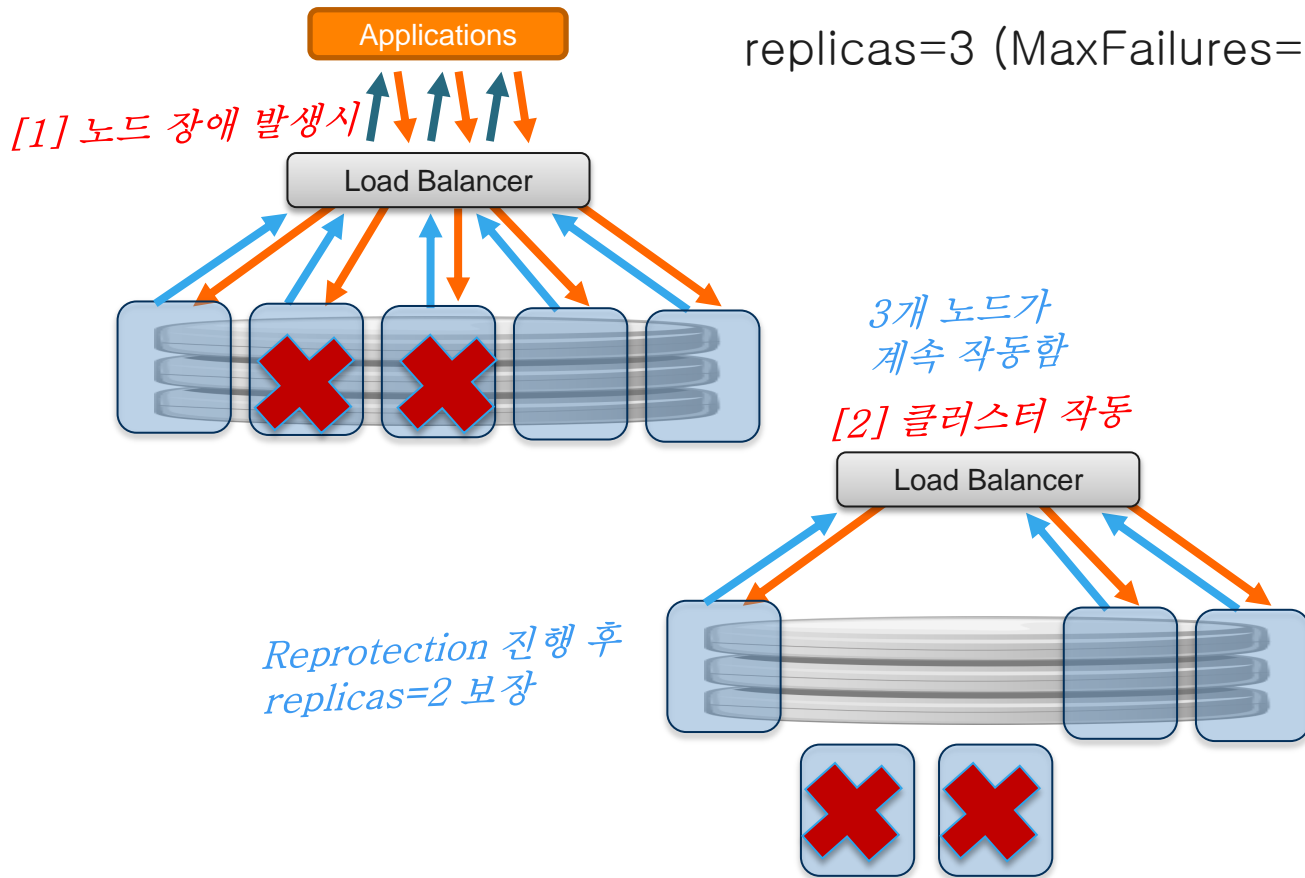 Applications
replicas=3 (MaxFailures=
[1] 노드 장애 발생시
Load Balancer
3개 노드가
계속 작동함
[2] 클러스터 작동
Load Balancer
Reprotection 진행 후
replicas=2 보장